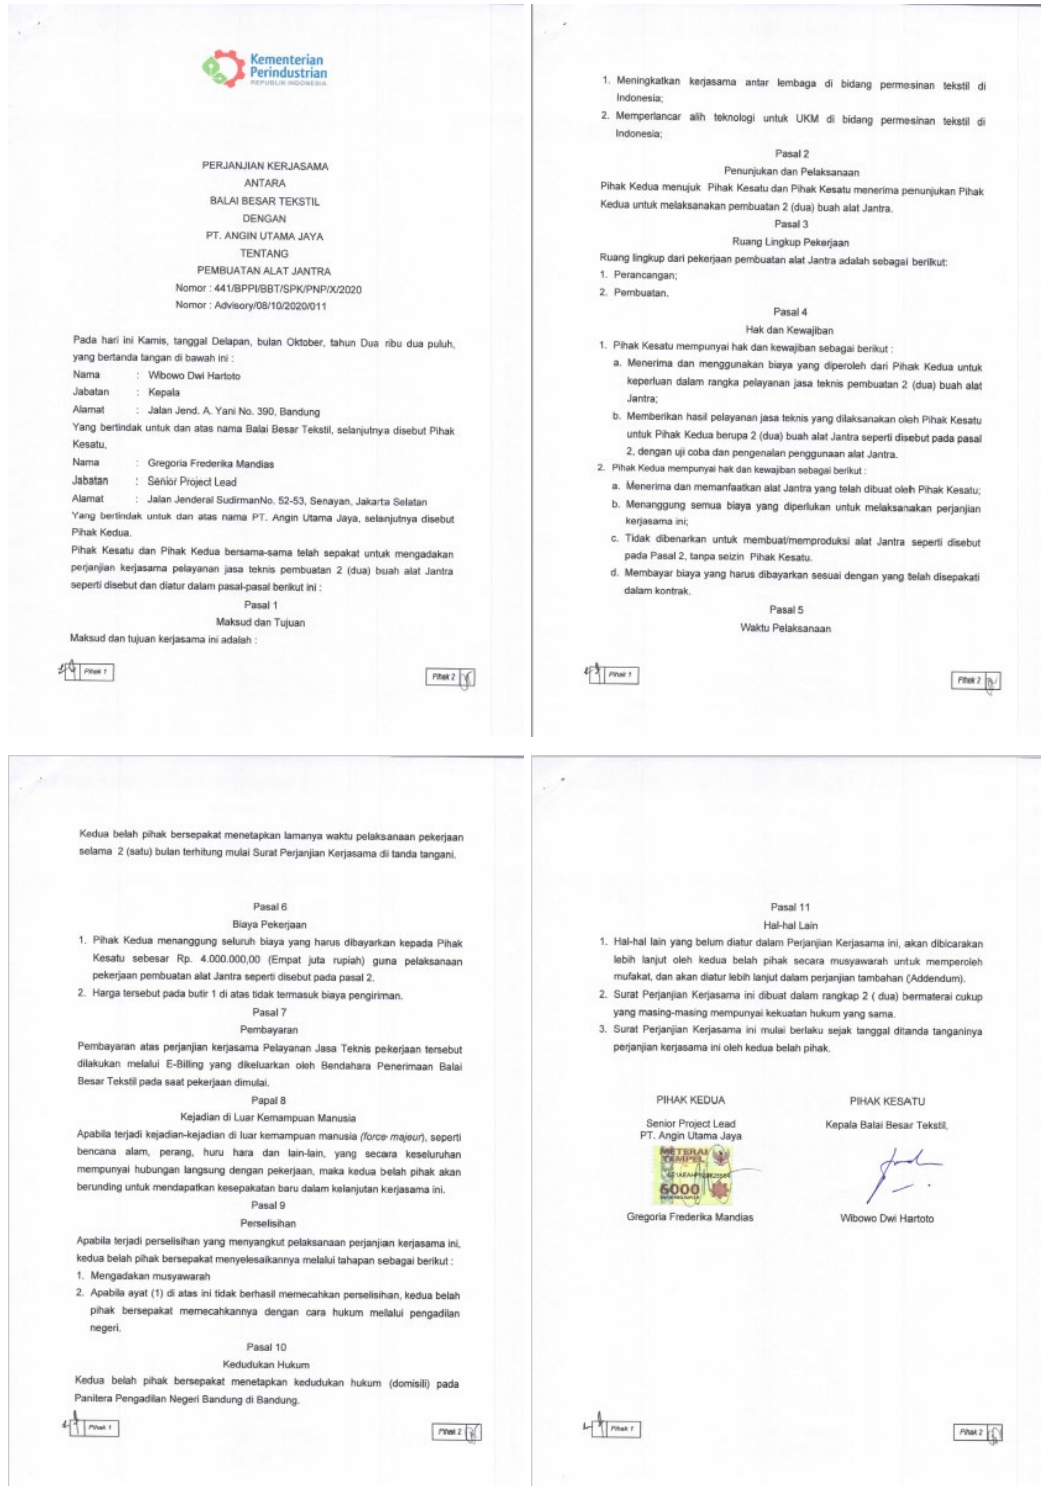 Kementerian
Perindustrian
REPUBLIK INDONESIA
PERJANJIAN KERJASAMA
ANTARA
BALAI BESAR TEKSTIL
DENGAN
PT. ANGIN UTAMA JAYA
TENTANG
PEMBUATAN ALAT JANTRA
Nomor : 441/BPPI/BBT/SPK/PNP/X/2020
Nomor : Advisory/08/10/2020/011
Pada hari ini Kamis, tanggal Delapan, bulan Oktober, tahun Dua ribu dua puluh,
yang bertanda tangan di bawah ini :
Nama : Wibowo Dwi Hartoto
Jabatan : Kepala
Alamat : Jalan Jend. A. Yani No. 390, Bandung
Yang bertindak untuk dan atas nama Balai Besar Tekstil, selanjutnya disebut Pihak
Kesatu,
Nama : Gregoria Frederika Mandias
Jabatan : Senior Project Lead
Alamat : Jalan Jenderal SudirmanNo. 52-53, Senayan, Jakarta Selatan
Yang bertindak untuk dan atas nama PT. Angin Utama Jaya, selanjutnya disebut
Pihak Kedua.
Pihak Kesatu dan Pihak Kedua bersama-sama telah sepakat untuk mengadakan
perjanjian kerjasama pelayanan jasa teknis pembuatan 2 (dua) buah alat Jantra
seperti disebut dan diatur dalam pasal-pasal berikut ini :
Pasal 1
Maksud dan Tujuan
Maksud dan tujuan kerjasama ini adalah :
Pihak 1
Pihak 2
1. Meningkatkan kerjasama antar lembaga di bidang permesinan tekstil di
Indonesia;
2. Memperlancar alih teknologi untuk UKM di bidang permesinan tekstil di
Indonesia;
Pasal 2
Penunjukan dan Pelaksanaan
Pihak Kedua menujuk Pihak Kesatu dan Pihak Kesatu menerima penunjukan Pihak
Kedua untuk melaksanakan pembuatan 2 (dua) buah alat Jantra.
Pasal 3
Ruang Lingkup Pekerjaan
Ruang lingkup dari pekerjaan pembuatan alat Jantra adalah sebagai berilkut:
1. Perancangan;
2. Pembuatan.
Pasal 4
Hak dan Kewajiban
1. Pihak Kesatu mempunyai hak dan kewajiban sebagai berikut :
a. Menerima dan menggunakan biaya yang diperoleh dari Pihak Kedua untuk
keperluan dalam rangka pelayanan jasa teknis pembuatan 2 (dua) buah alat
Jantra;
b. Memberikan hasil pelayanan jasa teknis yang dilaksanakan oleh Pihak Kesatu
untuk Pihak Kedua berupa 2 (dua) buah alat Jantra seperti disebut pada pasal
2, dengan uji coba dan pengenalan penggunaan alat Jantra.
2. Pihak Kedua mempunyai hak dan kewajiban sebagai berikut :
a. Menerima dan memanfaatkan alat Jantra yang telah dibuat oleh Pihak Kesatu;
b. Menanggung semua biaya yang diperlukan untuk melaksanakan perjanjian
kerjasama ini;
c. Tidak dibenarkan untuk membuat/memproduksi alat Jantra seperti disebut
pada Pasal 2, tanpa seizin Pihak Kesatu.
d. Membayar biaya yang harus dibayarkan sesuai dengan yang telah disepakati
dalam kontrak.
Pasal 5
Waktu Pelaksanaan
Pihak 1
Pihak 2
Kedua belah pihak bersepakat menetapkan lamanya waktu pelaksanaan pekerjaan
selama 2 (satu) bulan terhitung mulai Surat Perjanjian Kerjasama di tanda tangani.
Pasal 6
Biaya Pekerjaan
1. Pihak Kedua menanggung seluruh biaya yang harus dibayarkan kepada Pihak
Kesatu sebesar Rp. 4.000.000,00 (Empat juta rupiah) guna pelaksanaan
pekerjaan pembuatan alat Jantra seperti disebut pada pasal 2.
2. Harga tersebut pada butir 1 di atas tidak termasuk biaya pengiriman.
Pasal 7
Pembayaran
Pembayaran atas perjanjian kerjasama Pelayanan Jasa Teknis pekerjaan tersebut
dilakukan melalui E-Billing yang dikeluarkan oleh Bendahara Penerimaan Balai
Besar Tekstil pada saat pekerjaan dimulai.
Papal 8
Kejadian di Luar Kemampuan Manusia
Apabila terjadi kejadian-kejadian di luar kemampuan manusia (force majeur), seperti
bencana alam, perang, huru hara dan lain-lain, yang secara keseluruhan
mempunyai hubungan langsung dengan pekerjaan, maka kedua belah pihak akan
berunding untuk mendapatkan kesepakatan baru dalam kelanjutan kerjasama ini.
Pasal 9
Perselisihan
Apabila terjadi perselisihan yang menyangkut pelaksanaan perjanjian kerjasama ini,
kedua belah pihak bersepakat menyelesaikannya melalui tahapan sebagai berikut :
1. Mengadakan musyawarah
2. Apabila ayat (1) di atas ini tidak berhasil memecahkan perselisihan, kedua belah
pihak bersepakat memecahkannya dengan cara hukum melalui pengadilan
negeri.
Pasal 10
Kedudukan Hukum
Kedua belah pihak bersepakat menetapkan kedudukan hukum (domisili) pada
Panitera Pengadilan Negeri Bandung di Bandung.
Pihak 1
Pihak 2
Pasal 11
Hal-hal Lain
1. Hal-hal lain yang belum diatur dalam Perjanjian Kerjasama ini, akan dibicarakan
lebih lanjut oleh kedua belah pihak secara musyawarah untuk memperoleh
mufakat, dan akan diatur lebih lanjut dalam perjanjian tambahan (Addendum).
2. Surat Perjanjian Kerjasama ini dibuat dalam rangkap 2 ( dua) bermaterai cukup
yang masing-masing mempunyai kekuatan hukum yang sama.
3. Surat Perjanjian Kerjasama ini mulai berlaku sejak tanggal ditanda tanganinya
perjanjian kerjasama ini oleh kedua belah pihak.
PIHAK KEDUA
Senior Project Lead
PT. Angin Utama Jaya
METERAI
TEMPEL
6000
Gregoria Frederika Mandias
PIHAK KESATU
Kepala Balai Besar Tekstil,
Wibowo Dwi Hartoto
Pihak 1
Pihak 2